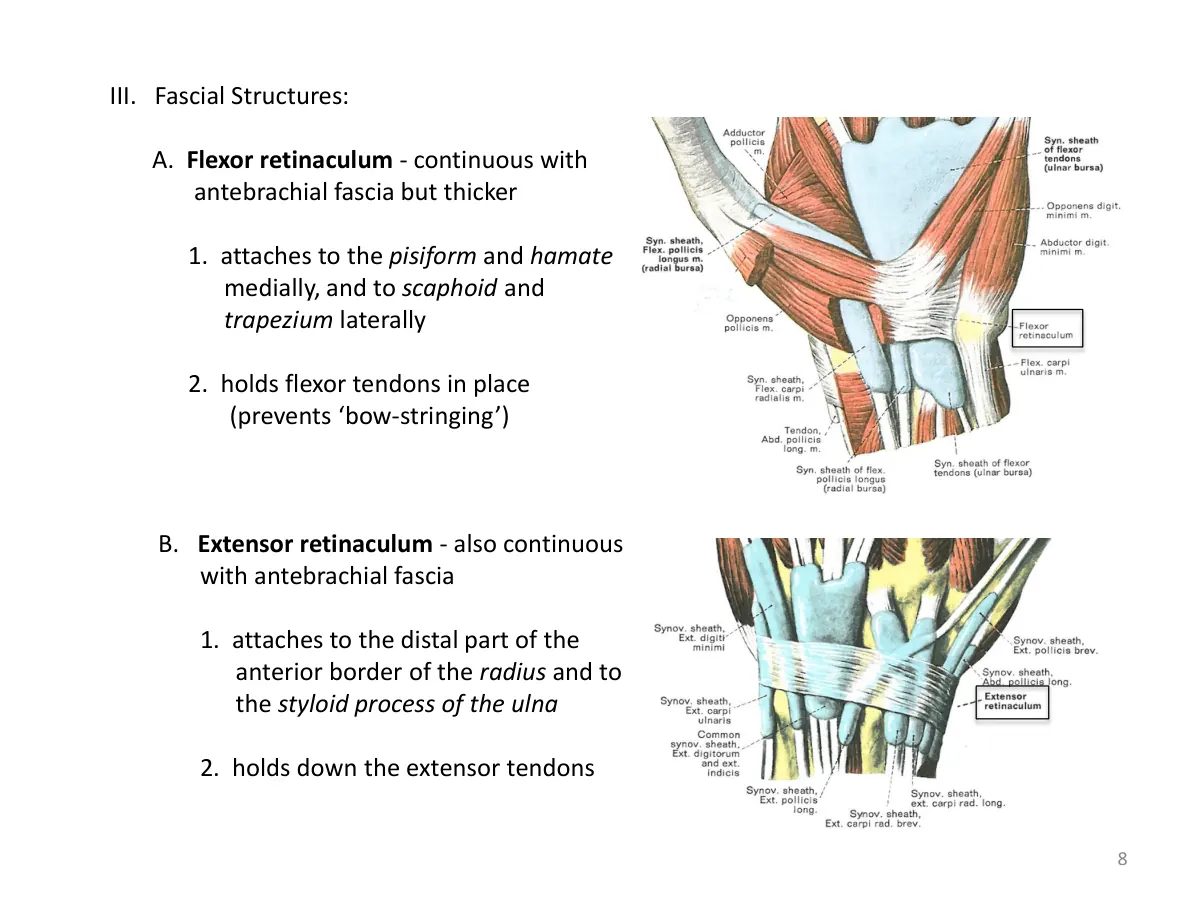 III. Fascial Structures:
A. Flexor retinaculum - continuous with
antebrachial fascia but thicker
1. attaches to the pisiform and hamate
medially, and to scaphoid and
trapezium laterally
2. holds flexor tendons in place
(prevents ‘bow-stringing’)
B. Extensor retinaculum - also continuous
with antebrachial fascia
1. attaches to the distal part of the
anterior border of the radius and to
the styloid process of the ulna
2. holds down the extensor tendons
Adductor
pollicis
m.
Syn. sheath
of flexor
tendons
(ulnar bursa)
Opponens digit.
minimi m.
Abductor digit.
minimi m.
Syn. sheath,
Flex. pollicis
longus m.
(radial bursa)
Opponens
pollicis m.
Flexor
retinaculum
Flex. carpi
ulnaris m.
Syn. sheath,
Flex. carpi
radialis m.
Tendon,
Abd. pollicis
long. m.
Syn. sheath of flex.
pollicis longus
(radial bursa)
Syn. sheath of flexor
tendons (ulnar bursa)
Synov. sheath,
Ext. digiti
minimi
Synov. sheath,
Ext. pollicis brev.
Synov. sheath,
Abd. pollicis long.
Extensor
retinaculum
Synov. sheath,
Ext. carpi
ulnaris
Common
synov. sheath,
Ext. digitorum
and ext.
indicis
Synov. sheath,
Ext. pollicis
long.
Synov. sheath,
Ext. carpi rad. brev.
Synov. sheath,
ext. carpi rad. long.
8